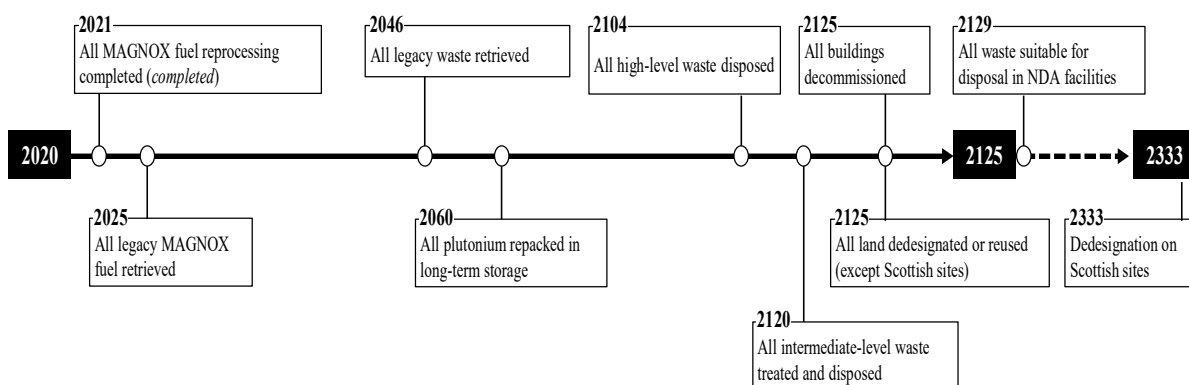 2021
All MAGNOX fuel reprocessing
completed (completed)
2046
All legacy waste retrieved
2104
All high-level waste disposed
2125
All buildings
decommissioned
2129
All waste suitable for
disposal in NDA facilities
2020
2125
2333
2025
All legacy MAGNOX
fuel retrieved
2060
All plutonium repacked in
long-term storage
2125
All land dedesignated or reused
(except Scottish sites)
2333
Dedesignation on
Scottish sites
2120
All intermediate-level waste
treated and disposed